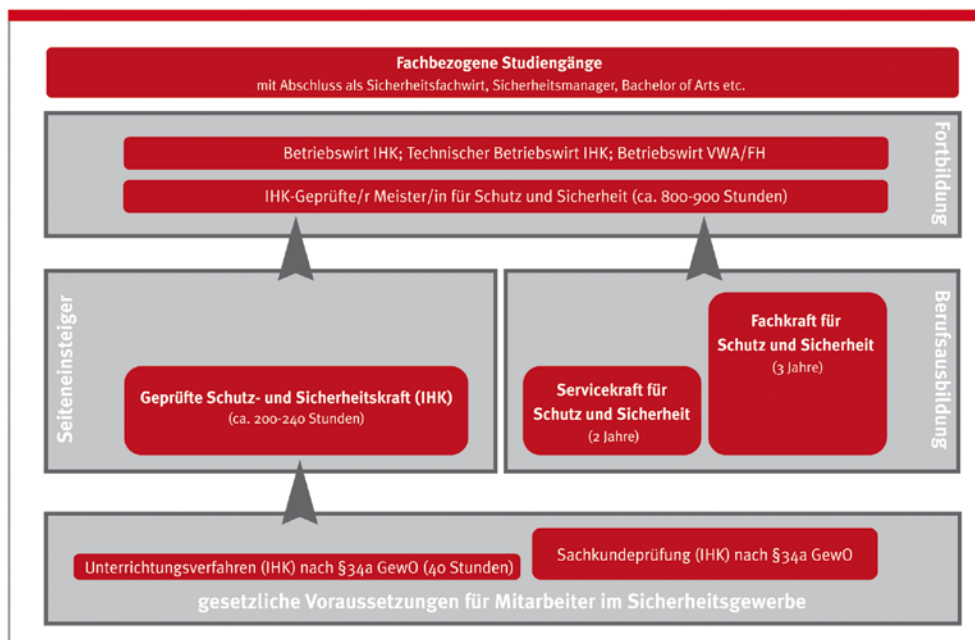 Fachbezogene Studiengänge
mit Abschluss als Sicherheitsfachwirt, Sicherheitsmanager, Bachelor of Arts etc.
Fortbildung
Betriebswirt IHK; Technischer Betriebswirt IHK; Betriebswirt VWA/FH
IHK-Geprüfte/r Meister/in für Schutz und Sicherheit (ca. 800-900 Stunden)
Seiteneinsteiger
Geprüfte Schutz- und Sicherheitskraft (IHK)
(ca. 200-240 Stunden)
Berufsausbildung
Servicekraft für
Schutz und Sicherheit
(2 Jahre)
Fachkraft für
Schutz und Sicherheit
(3 Jahre)
Unterrichtungsverfahren (IHK) nach §34a GewO (40 Stunden)
Sachkundeprüfung (IHK) nach §34a GewO
gesetzliche Voraussetzungen für Mitarbeiter im Sicherheitsgewerbe